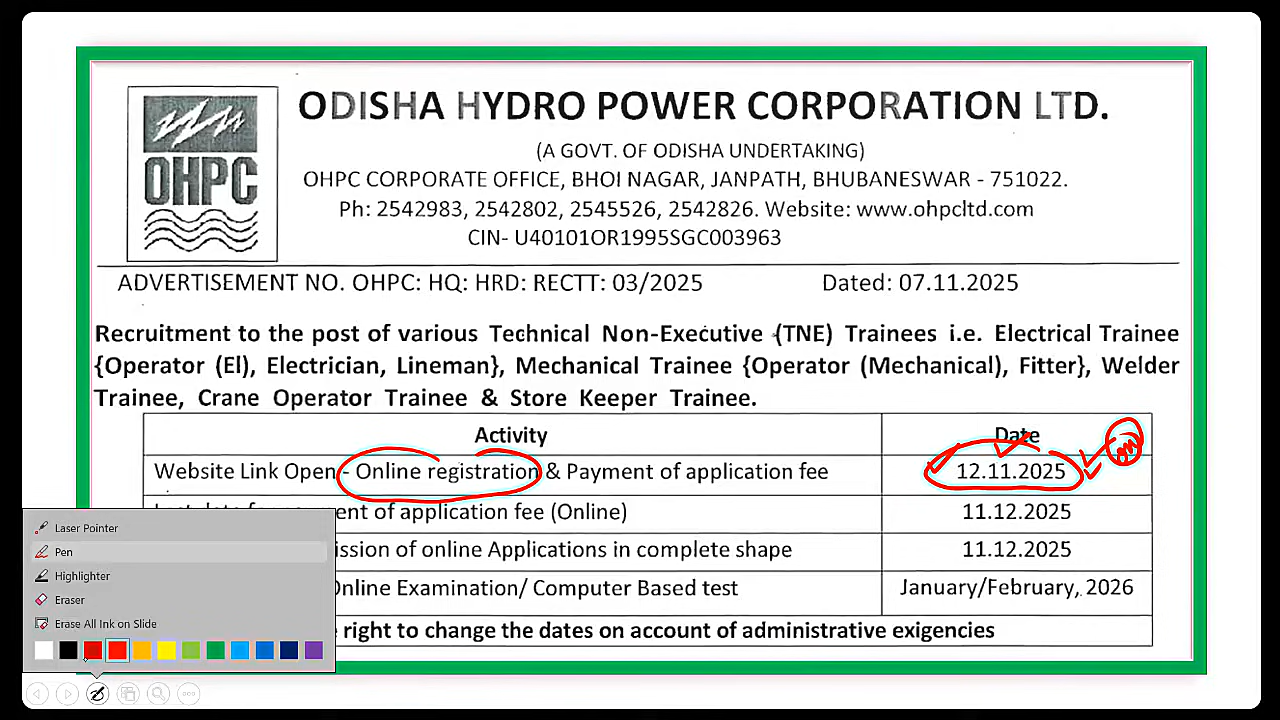 ODISHA HYDRO POWER CORPORATION LTD.
(A GOVT. OF ODISHA UNDERTAKING)
OHPC
OHPC CORPORATE OFFICE, BHOI NAGAR, JANPATH, BHUBANESWAR - 751022.
Ph: 2542983, 2542802, 2545526, 2542826. Website: www.ohpcltd.com
CIN- U40101OR1995SGC003963
ADVERTISEMENT NO. OHPC: HQ: HRD: RECTT: 03/2025 Dated: 07.11.2025
Recruitment to the post of various Technical Non-Executive (TNE) Trainees i.e. Electrical Trainee
{Operator (El), Electrician, Lineman}, Mechanical Trainee {Operator (Mechanical), Fitter}, Welder
Trainee, Crane Operator Trainee & Store Keeper Trainee.
Activity Date
Website Link Open - Online registration & Payment of application fee 12.11.2025
of application fee (Online) 11.12.2025
of online Applications in complete shape 11.12.2025
Online Examination/ Computer Based test January/February, 2026
right to change the dates on account of administrative exigencies
Laser Pointer
Pen
Highlighter
Eraser
Erase All Ink on Slide